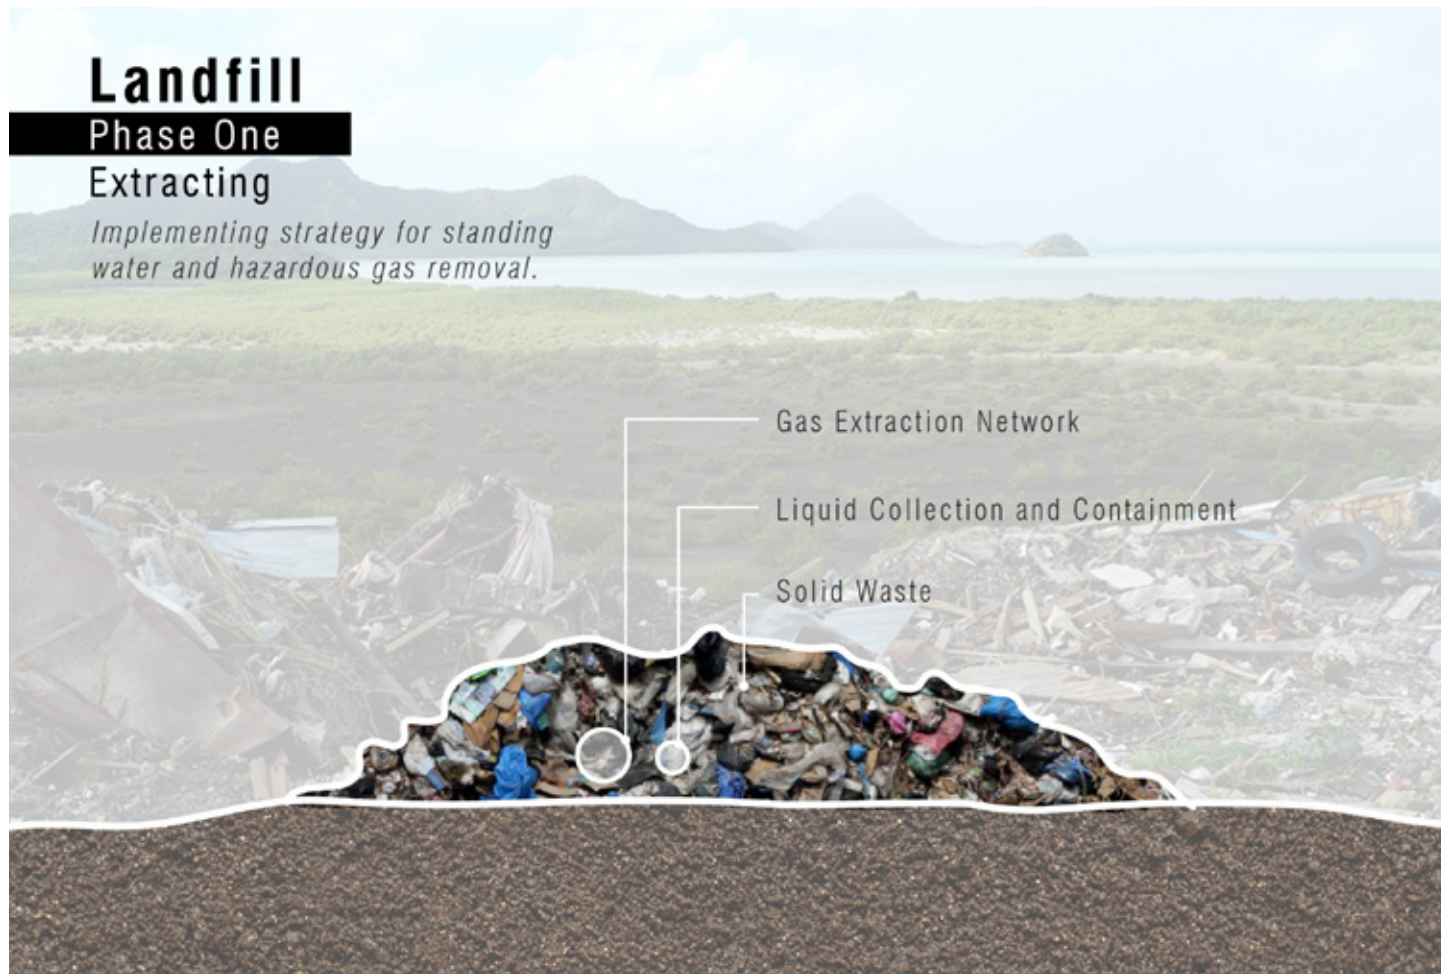 Landfill
Phase One
Extracting
Implementing strategy for standing
water and hazardous gas removal.
Gas Extraction Network
Liquid Collection and Containment
Solid Waste